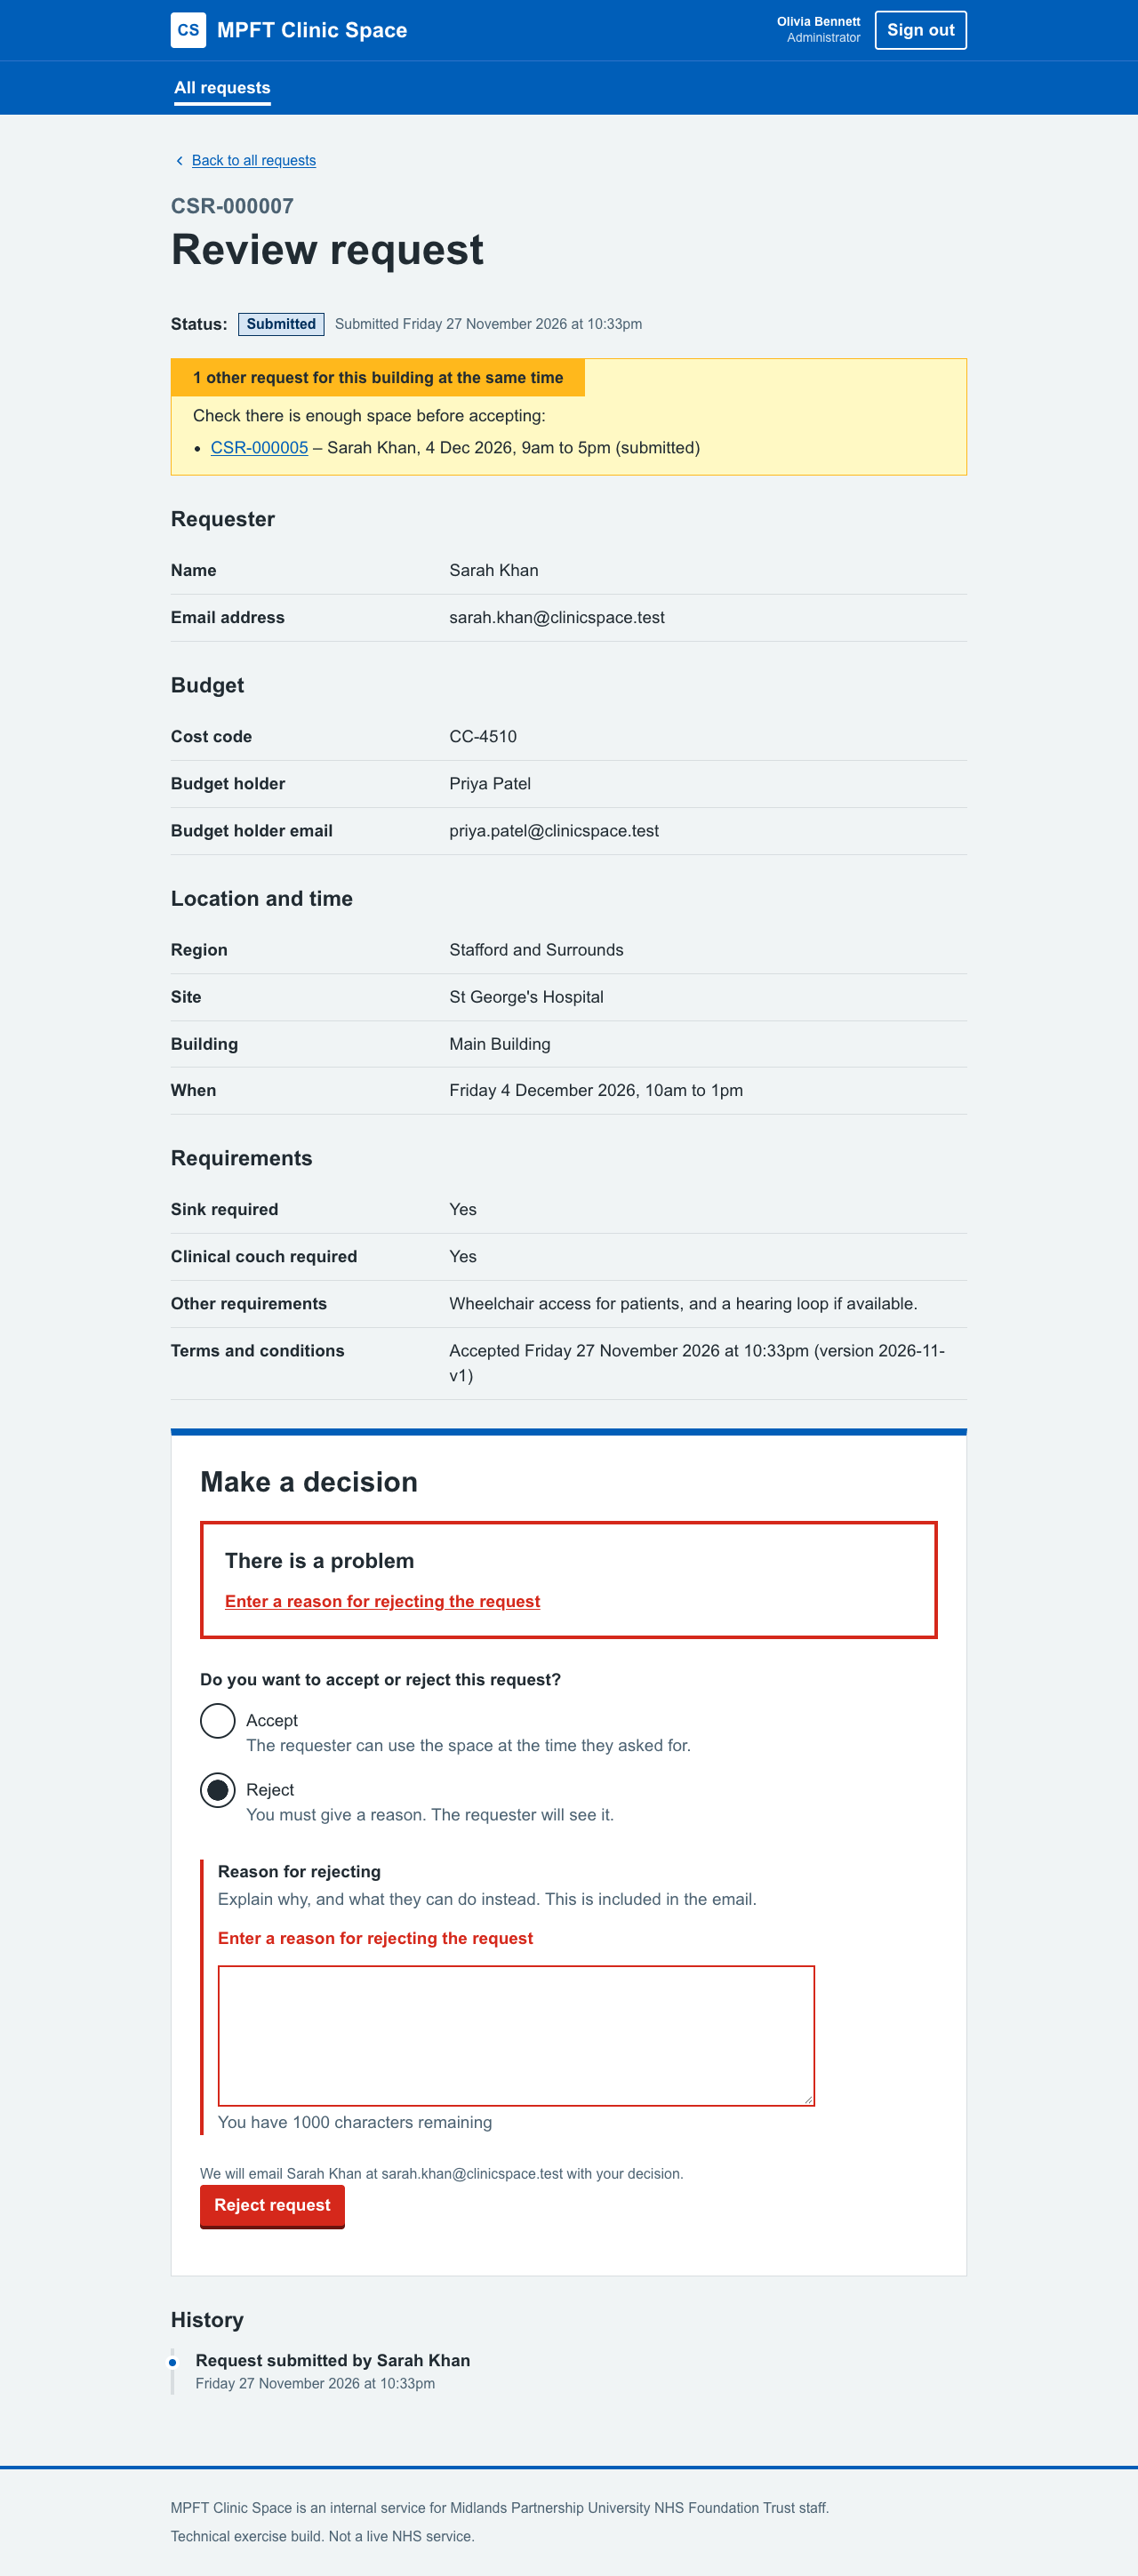 CS MPFT Clinic Space
Olivia Bennett
Administrator
Sign out
All requests
Back to all requests
CSR-000007
Review request
Status: Submitted Submitted Friday 27 November 2026 at 10:33pm
1 other request for this building at the same time
Check there is enough space before accepting:
• CSR-000005 – Sarah Khan, 4 Dec 2026, 9am to 5pm (submitted)
Requester
Name Sarah Khan
Email address sarah.khan@clinicspace.test
Budget
Cost code CC-4510
Budget holder Priya Patel
Budget holder email priya.patel@clinicspace.test
Location and time
Region Stafford and Surrounds
Site St George's Hospital
Building Main Building
When Friday 4 December 2026, 10am to 1pm
Requirements
Sink required Yes
Clinical couch required Yes
Other requirements Wheelchair access for patients, and a hearing loop if available.
Terms and conditions Accepted Friday 27 November 2026 at 10:33pm (version 2026-11-
v1)
Make a decision
There is a problem
Enter a reason for rejecting the request
Do you want to accept or reject this request?
Accept
The requester can use the space at the time they asked for.
Reject
You must give a reason. The requester will see it.
Reason for rejecting
Explain why, and what they can do instead. This is included in the email.
Enter a reason for rejecting the request
You have 1000 characters remaining
We will email Sarah Khan at sarah.khan@clinicspace.test with your decision.
Reject request
History
Request submitted by Sarah Khan
Friday 27 November 2026 at 10:33pm
MPFT Clinic Space is an internal service for Midlands Partnership University NHS Foundation Trust staff.
Technical exercise build. Not a live NHS service.